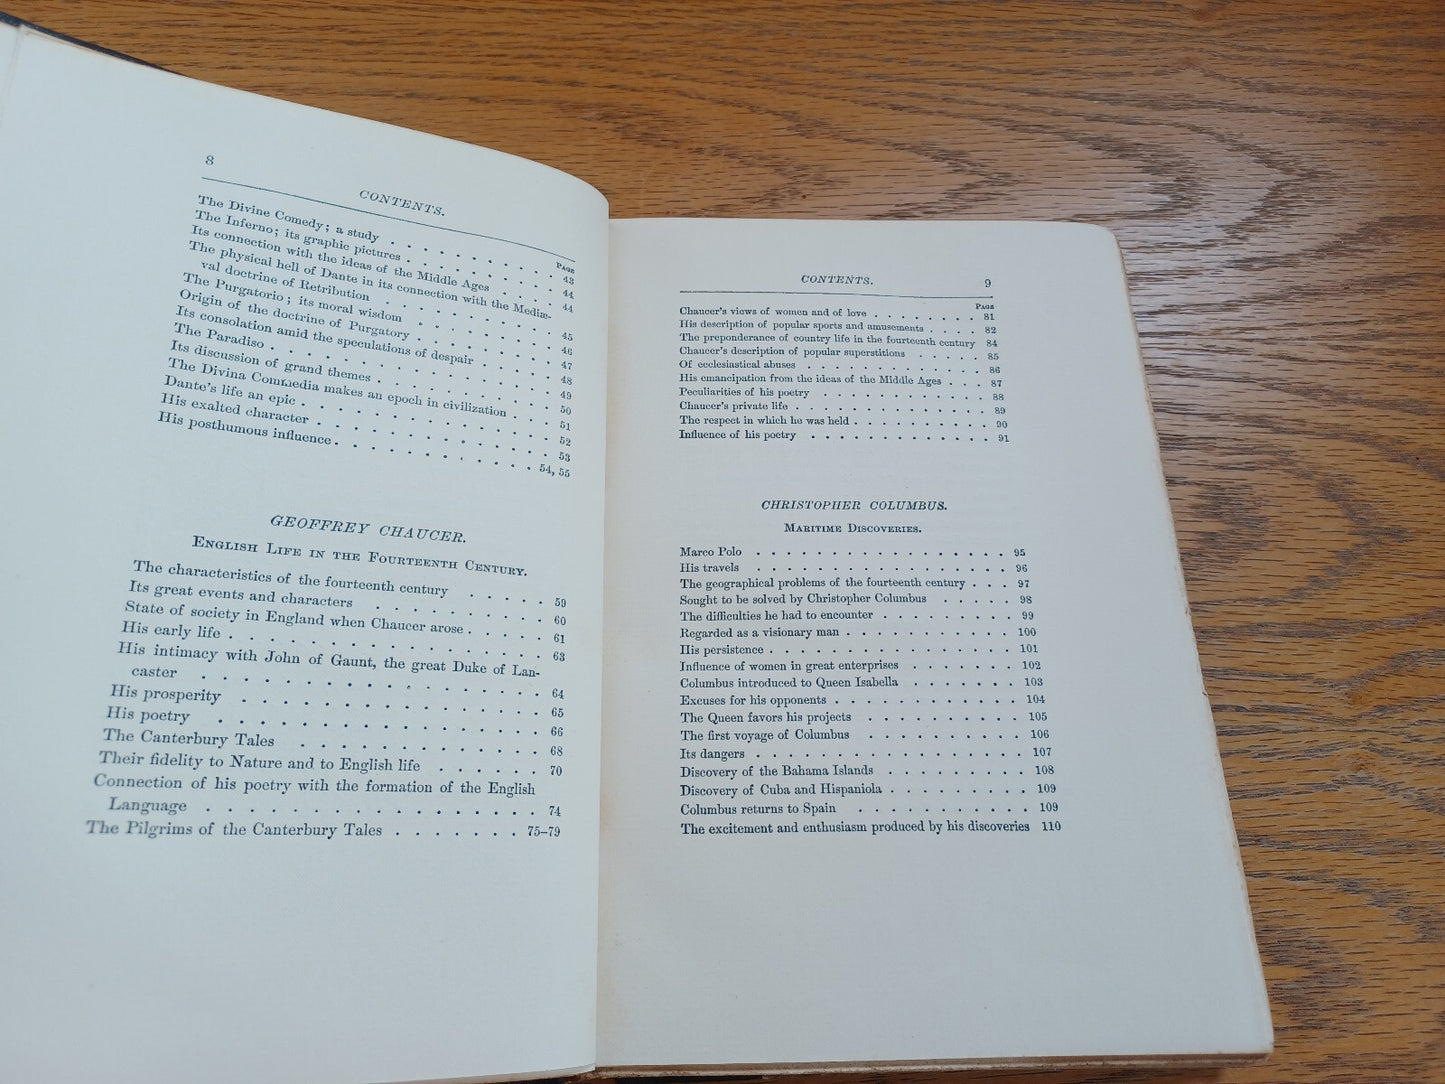 8
CONTENTS.
PAGE
The Divine Comedy; a study . . . . . . . . . . 43
The Inferno; its graphic pictures . . . . . . . . . 44
Its connection with the ideas of the Middle Ages . . . . 44
The physical hell of Dante in its connection with the Mediæ-
val doctrine of Retribution . . . . . . . . . . 45
The Purgatorio; its moral wisdom . . . . . . . . 46
Origin of the doctrine of Purgatory . . . . . . . . 47
Its consolation amid the speculations of despair . . . . 48
The Paradiso . . . . . . . . . . . . . . 49
Its discussion of grand themes . . . . . . . . . 50
The Divina Commedia makes an epoch in civilization . . . 51
Dante's life an epic . . . . . . . . . . . . 52
His exalted character . . . . . . . . . . . . 53
His posthumous influence . . . . . . . . . . . 54, 55
GEOFFREY CHAUCER.
ENGLISH LIFE IN THE FOURTEENTH CENTURY.
The characteristics of the fourteenth century . . . . . 59
Its great events and characters . . . . . . . . . 60
State of society in England when Chaucer arose . . . . . 61
His early life . . . . . . . . . . . . . . 63
His intimacy with John of Gaunt, the great Duke of Lan-
caster . . . . . . . . . . . . . . . . 64
His prosperity . . . . . . . . . . . . . . 65
His poetry . . . . . . . . . . . . . . . 66
The Canterbury Tales . . . . . . . . . . . . 68
Their fidelity to Nature and to English life . . . . . . 70
Connection of his poetry with the formation of the English
Language . . . . . . . . . . . . . . . 74
The Pilgrims of the Canterbury Tales . . . . . . . 75–79
CONTENTS.
9
PAGE
Chaucer's views of women and of love . . . . . . . . 81
His description of popular sports and amusements . . . . 82
The preponderance of country life in the fourteenth century 84
Chaucer's description of popular superstitions . . . . . 85
Of ecclesiastical abuses . . . . . . . . . . . 86
His emancipation from the ideas of the Middle Ages . . . 87
Peculiarities of his poetry . . . . . . . . . . . 88
Chaucer's private life . . . . . . . . . . . . 89
The respect in which he was held . . . . . . . . . 90
Influence of his poetry . . . . . . . . . . . . 91
CHRISTOPHER COLUMBUS.
MARITIME DISCOVERIES.
Marco Polo . . . . . . . . . . . . . . . 95
His travels . . . . . . . . . . . . . . . 96
The geographical problems of the fourteenth century . . . 97
Sought to be solved by Christopher Columbus . . . . . 98
The difficulties he had to encounter . . . . . . . . 99
Regarded as a visionary man . . . . . . . . . . 100
His persistence . . . . . . . . . . . . . . 101
Influence of women in great enterprises . . . . . . . 102
Columbus introduced to Queen Isabella . . . . . . . 103
Excuses for his opponents . . . . . . . . . . . 104
The Queen favors his projects . . . . . . . . . 105
The first voyage of Columbus . . . . . . . . . 106
Its dangers . . . . . . . . . . . . . . . 107
Discovery of the Bahama Islands . . . . . . . . 108
Discovery of Cuba and Hispaniola . . . . . . . . 109
Columbus returns to Spain . . . . . . . . . . 109
The excitement and enthusiasm produced by his discoveries 110